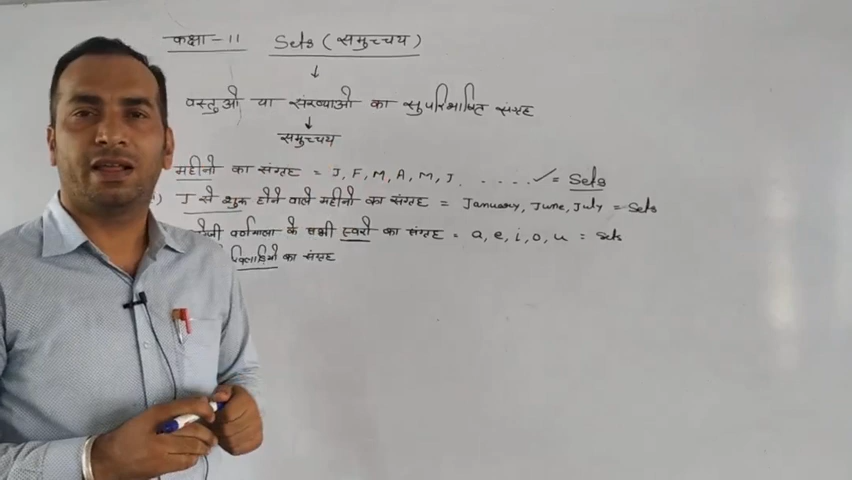 कक्षा - 11 Sets (समुच्चय)
↓
वस्तुओ या संख्याओ का सुपरिभाषित संग्रह
↓
समुच्चय
महीनो का संग्रह = J, F, M, A, M, J, . . . . . ✓ = Sets
) J से शुरू होने वाले महीनो का संग्रह = January, June, July = Sets
वर्णमाला के सभी स्वरो का संग्रह = a, e, i, o, u = Sets
का संग्रह